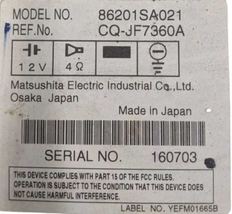 MODEL NO. 86201SA021
REF.No. CQ-JF7360A
12V 4Ω
Matsushita Electric Industrial Co.,Ltd.
Osaka Japan
Made in Japan
SERIAL NO. 160703
THIS DEVICE COMPLIES WITH PART 15 OF THE FCC RULES.
OPERATION IS SUBJECT TO THE CONDITION THAT THIS DEVICE DOES
NOT CAUSE HARMFUL INTERFERENCE.
LABEL NO. YEFM01665B